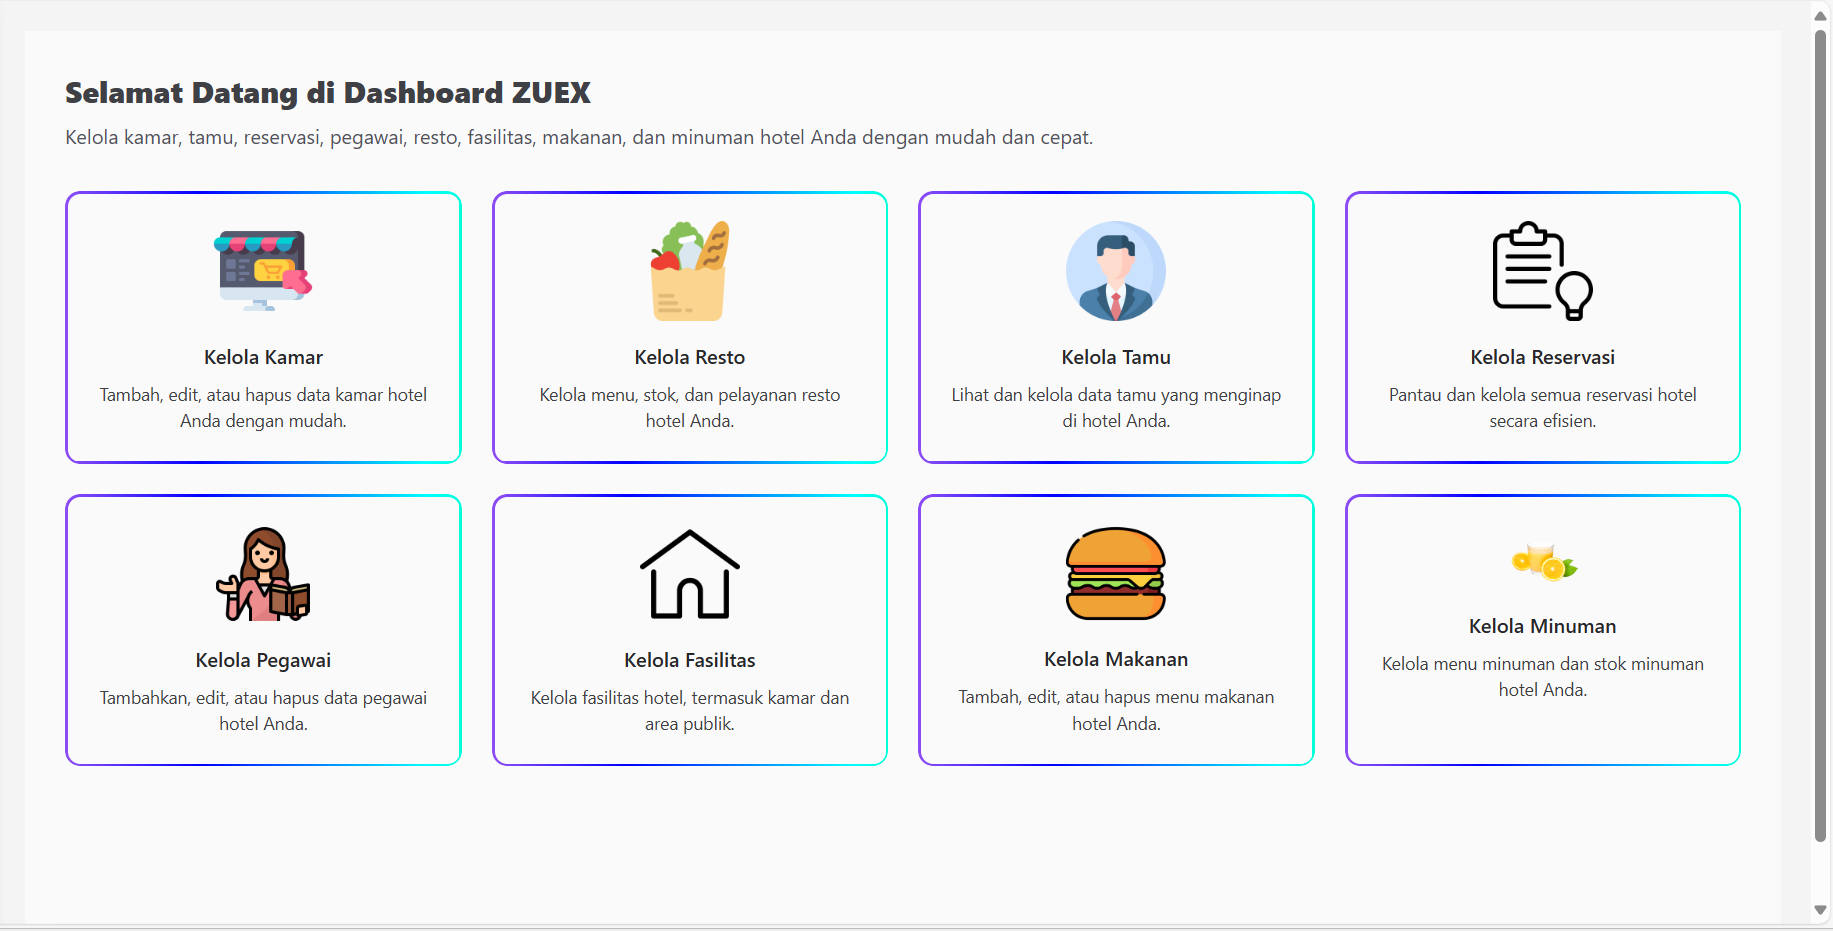 Selamat Datang di Dashboard ZUEX
Kelola kamar, tamu, reservasi, pegawai, resto, fasilitas, makanan, dan minuman hotel Anda dengan mudah dan cepat.
Kelola Kamar
Tambah, edit, atau hapus data kamar hotel
Anda dengan mudah.
Kelola Resto
Kelola menu, stok, dan pelayanan resto
hotel Anda.
Kelola Tamu
Lihat dan kelola data tamu yang menginap
di hotel Anda.
Kelola Reservasi
Pantau dan kelola semua reservasi hotel
secara efisien.
Kelola Pegawai
Tambahkan, edit, atau hapus data pegawai
hotel Anda.
Kelola Fasilitas
Kelola fasilitas hotel, termasuk kamar dan
area publik.
Kelola Makanan
Tambah, edit, atau hapus menu makanan
hotel Anda.
Kelola Minuman
Kelola menu minuman dan stok minuman
hotel Anda.